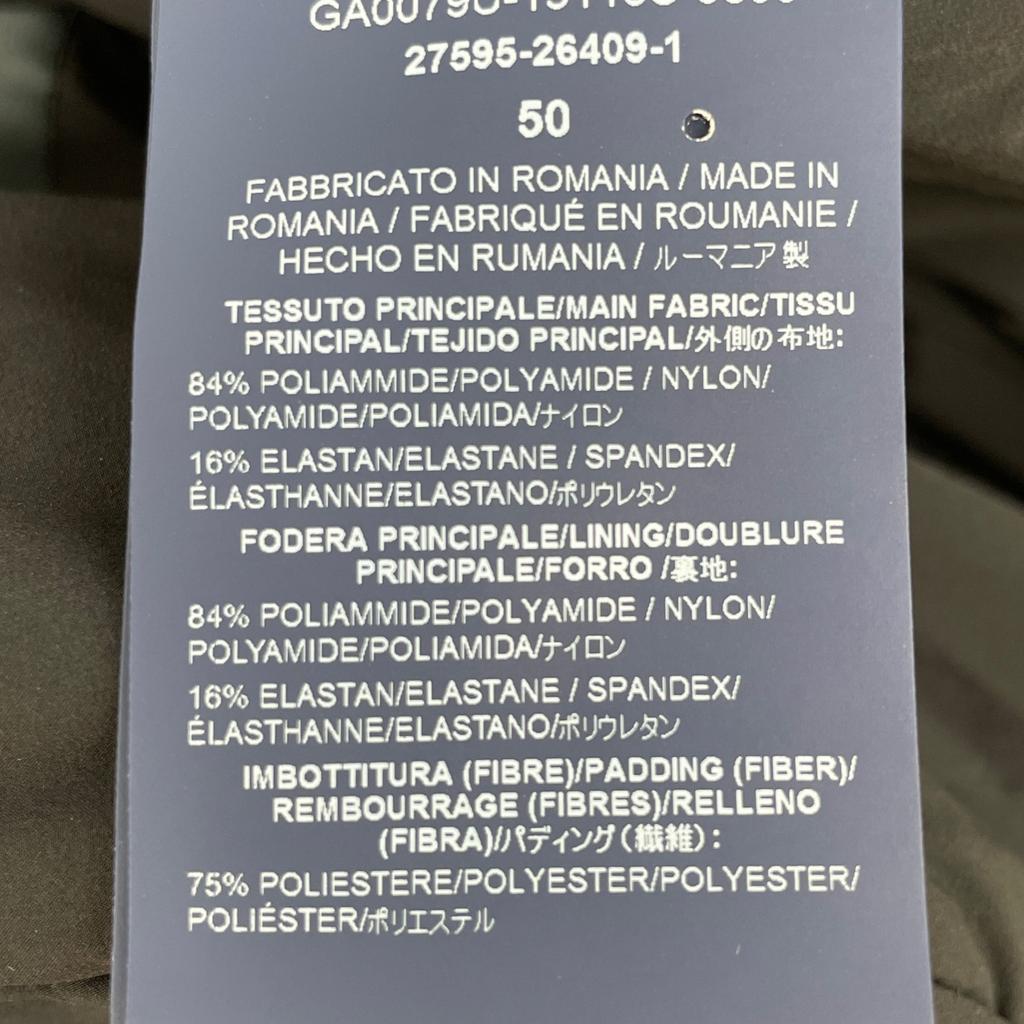 27595-26409-1
50
FABBRICATO IN ROMANIA / MADE IN
ROMANIA / FABRIQUÉ EN ROUMANIE /
HECHO EN RUMANIA / ルーマニア製
TESSUTO PRINCIPALE/MAIN FABRIC/TISSU
PRINCIPAL/TEJIDO PRINCIPAL/外側の布地:
84% POLIAMMIDE/POLYAMIDE / NYLON/
POLYAMIDE/POLIAMIDA/ナイロン
16% ELASTAN/ELASTANE / SPANDEX/
ÉLASTHANNE/ELASTANO/ポリウレタン
FODERA PRINCIPALE/LINING/DOUBLURE
PRINCIPALE/FORRO /裏地:
84% POLIAMMIDE/POLYAMIDE / NYLON/
POLYAMIDE/POLIAMIDA/ナイロン
16% ELASTAN/ELASTANE / SPANDEX/
ÉLASTHANNE/ELASTANO/ポリウレタン
IMBOTTITURA (FIBRE)/PADDING (FIBER)/
REMBOURRAGE (FIBRES)/RELLENO
(FIBRA)/パディング(繊維):
75% POLIESTERE/POLYESTER/POLYESTER/
POLIÉSTER/ポリエステル